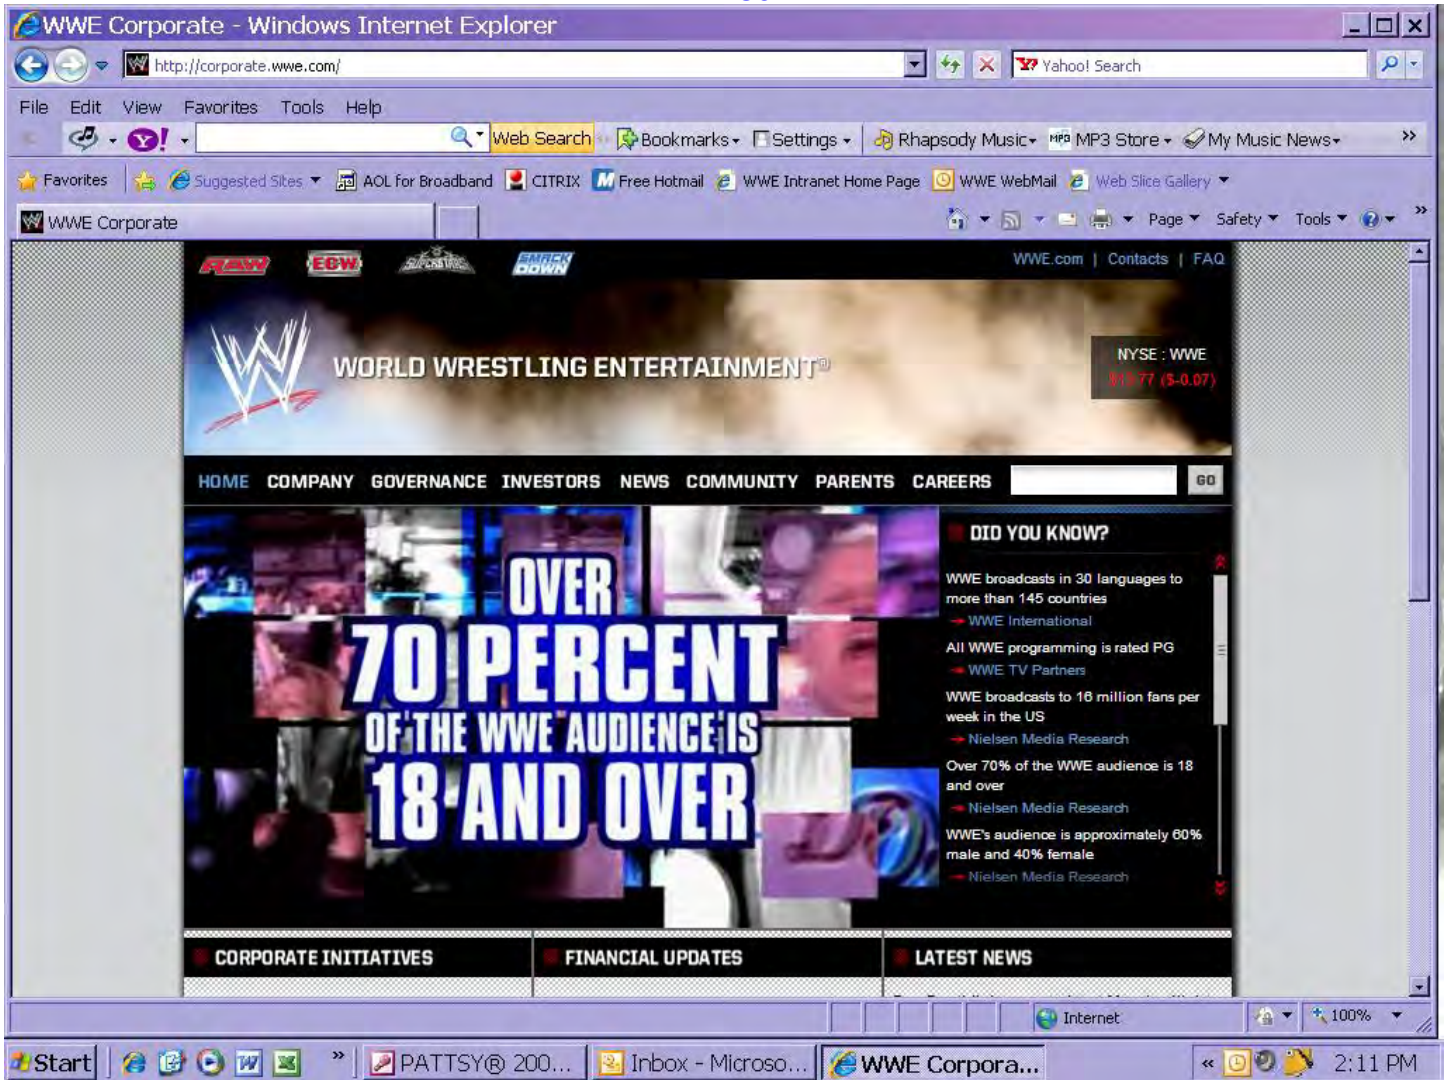 WWE Corporate - Windows Internet Explorer
http://corporate.wwe.com/
Yahoo! Search
File Edit View Favorites Tools Help
Y! Web Search Bookmarks Settings Rhapsody Music MP3 MP3 Store My Music News >>
Favorites Suggested Sites AOL for Broadband CITRIX M Free Hotmail WWE Intranet Home Page WWE WebMail Web Slice Gallery
WWE Corporate Page Safety Tools >>
RAW ECW SUPERSTARS SMACK DOWN WWE.com | Contacts | FAQ
WORLD WRESTLING ENTERTAINMENT®
NYSE : WWE
($-0.07)
HOME COMPANY GOVERNANCE INVESTORS NEWS COMMUNITY PARENTS CAREERS GO
OVER
70 PERCENT
OF THE WWE AUDIENCE IS
18 AND OVER
DID YOU KNOW?
WWE broadcasts in 30 languages to
more than 145 countries
WWE International
All WWE programming is rated PG
WWE TV Partners
WWE broadcasts to 16 million fans per
week in the US
Nielsen Media Research
Over 70% of the WWE audience is 18
and over
Nielsen Media Research
WWE's audience is approximately 60%
male and 40% female
Nielsen Media Research
CORPORATE INITIATIVES FINANCIAL UPDATES LATEST NEWS
Internet 100%
Start >> PATTSY® 200... Inbox - Microso... WWE Corpora... << 2:11 PM